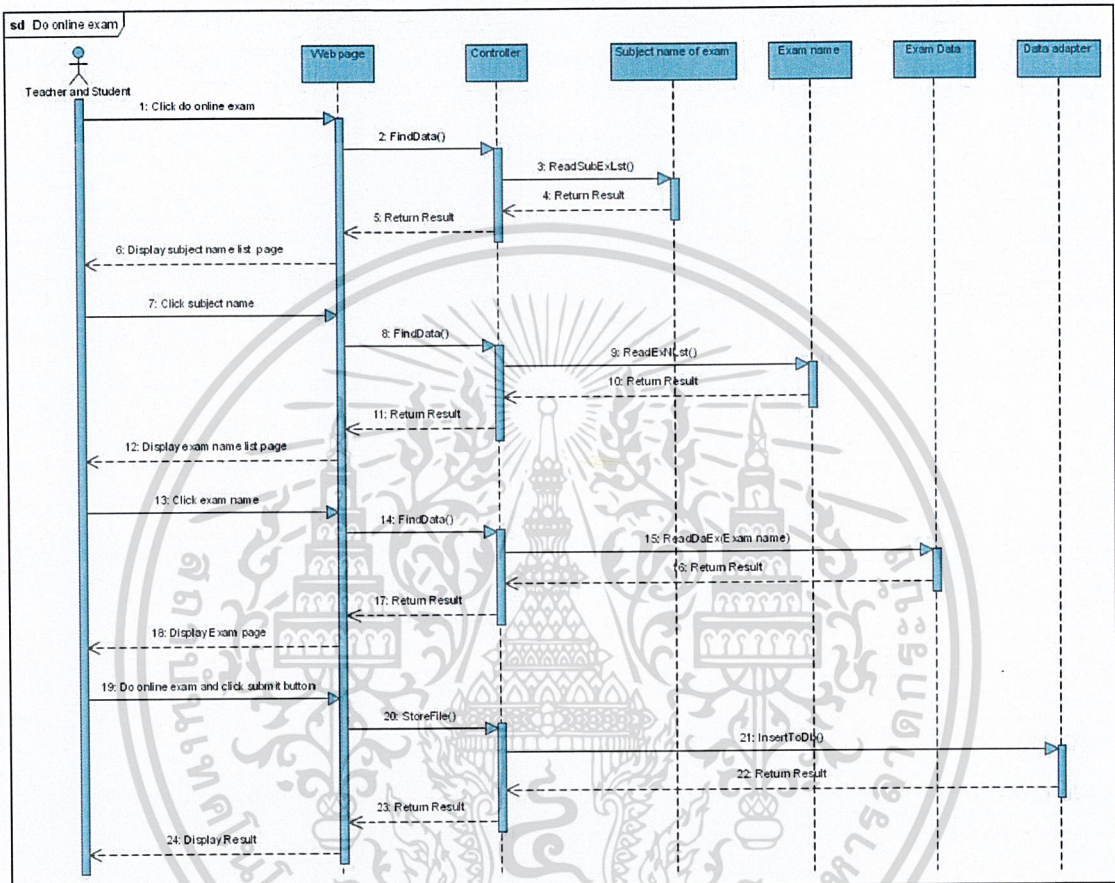 sd Do online exam
Teacher and Student
Web page
Controller
Subject name of exam
Exam name
Exam Data
Data adapter
1: Click do online exam
2: FindData()
3: ReadSubExLst()
4: Return Result
5: Return Result
6: Display subject name list page
7: Click subject name
8: FindData()
9: ReadExNLst()
10: Return Result
11: Return Result
12: Display exam name list page
13: Click exam name
14: FindData()
15: ReadDaEx(Exam name)
16: Return Result
17: Return Result
18: Display Exam page
19: Do online exam and click submit button
20: StoreFile()
21: InsertToDb()
22: Return Result
23: Return Result
24: Display Result